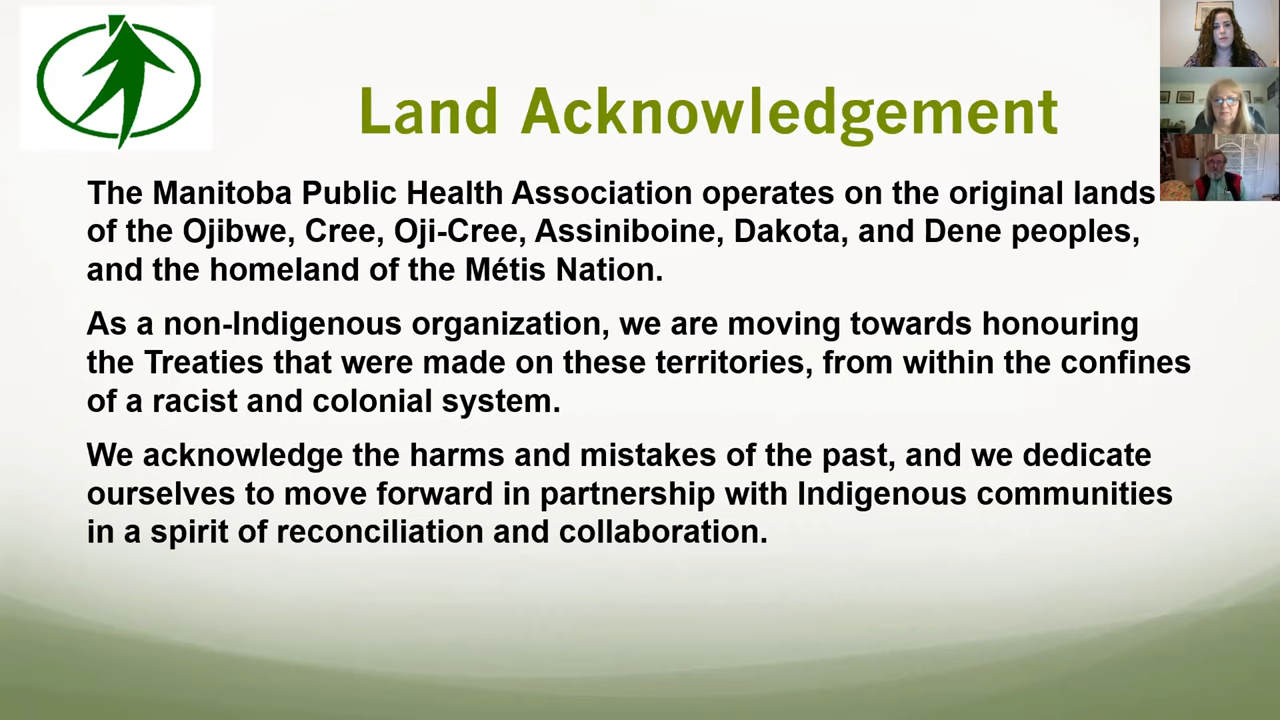 Land Acknowledgement
The Manitoba Public Health Association operates on the original lands
of the Ojibwe, Cree, Oji-Cree, Assiniboine, Dakota, and Dene peoples,
and the homeland of the Métis Nation.
As a non-Indigenous organization, we are moving towards honouring
the Treaties that were made on these territories, from within the confines
of a racist and colonial system.
We acknowledge the harms and mistakes of the past, and we dedicate
ourselves to move forward in partnership with Indigenous communities
in a spirit of reconciliation and collaboration.